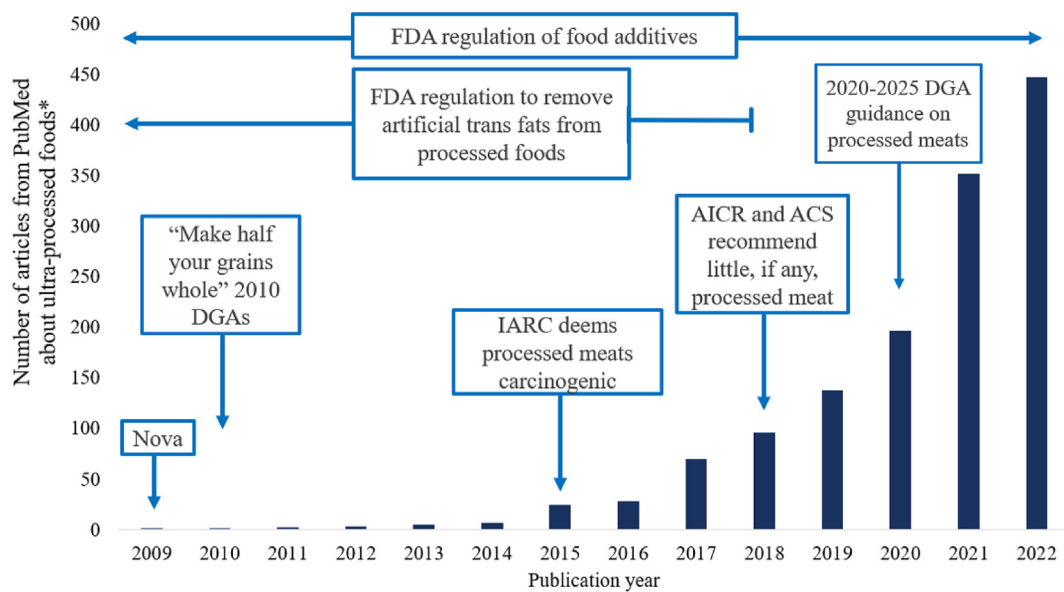 Number of articles from PubMed
about ultra-processed foods*
500
450
400
350
300
250
200
150
100
50
0
FDA regulation of food additives
FDA regulation to remove
artificial trans fats from
processed foods
2020-2025 DGA
guidance on
processed meats
“Make half
your grains
whole” 2010
DGAs
AICR and ACS
recommend
little, if any,
processed meat
IARC deems
processed meats
carcinogenic
Nova
2009 2010 2011 2012 2013 2014 2015 2016 2017 2018 2019 2020 2021 2022
Publication year